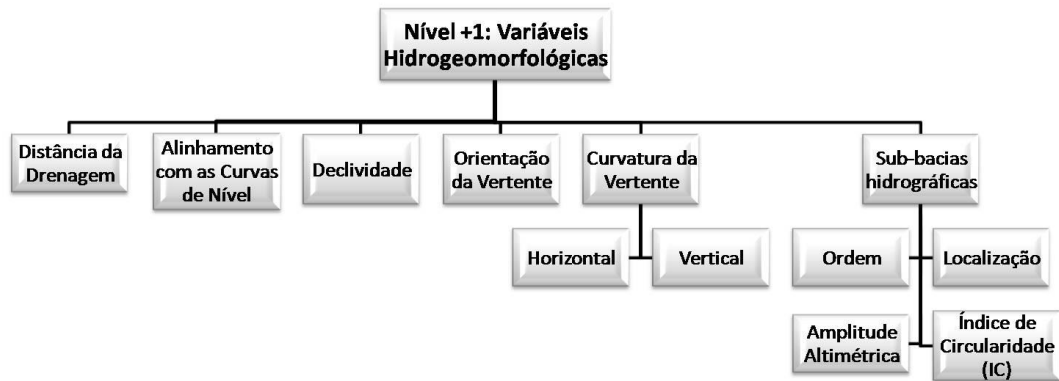 Nível +1: Variáveis
Hidrogeomorfológicas
Distância da
Drenagem
Alinhamento
com as Curvas
de Nível
Declividade
Orientação
da Vertente
Curvatura da
Vertente
Sub-bacias
hidrográficas
Horizontal
Vertical
Ordem
Localização
Amplitude
Altimétrica
Índice de
Circularidade
(IC)